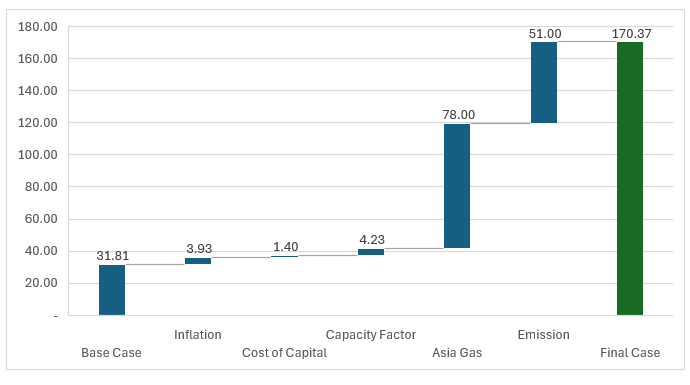 180.00
160.00
140.00
120.00
100.00
80.00
60.00
40.00
20.00
-
31.81
3.93
1.40
4.23
78.00
51.00
170.37
Inflation
Capacity Factor
Emission
Base Case
Cost of Capital
Asia Gas
Final Case